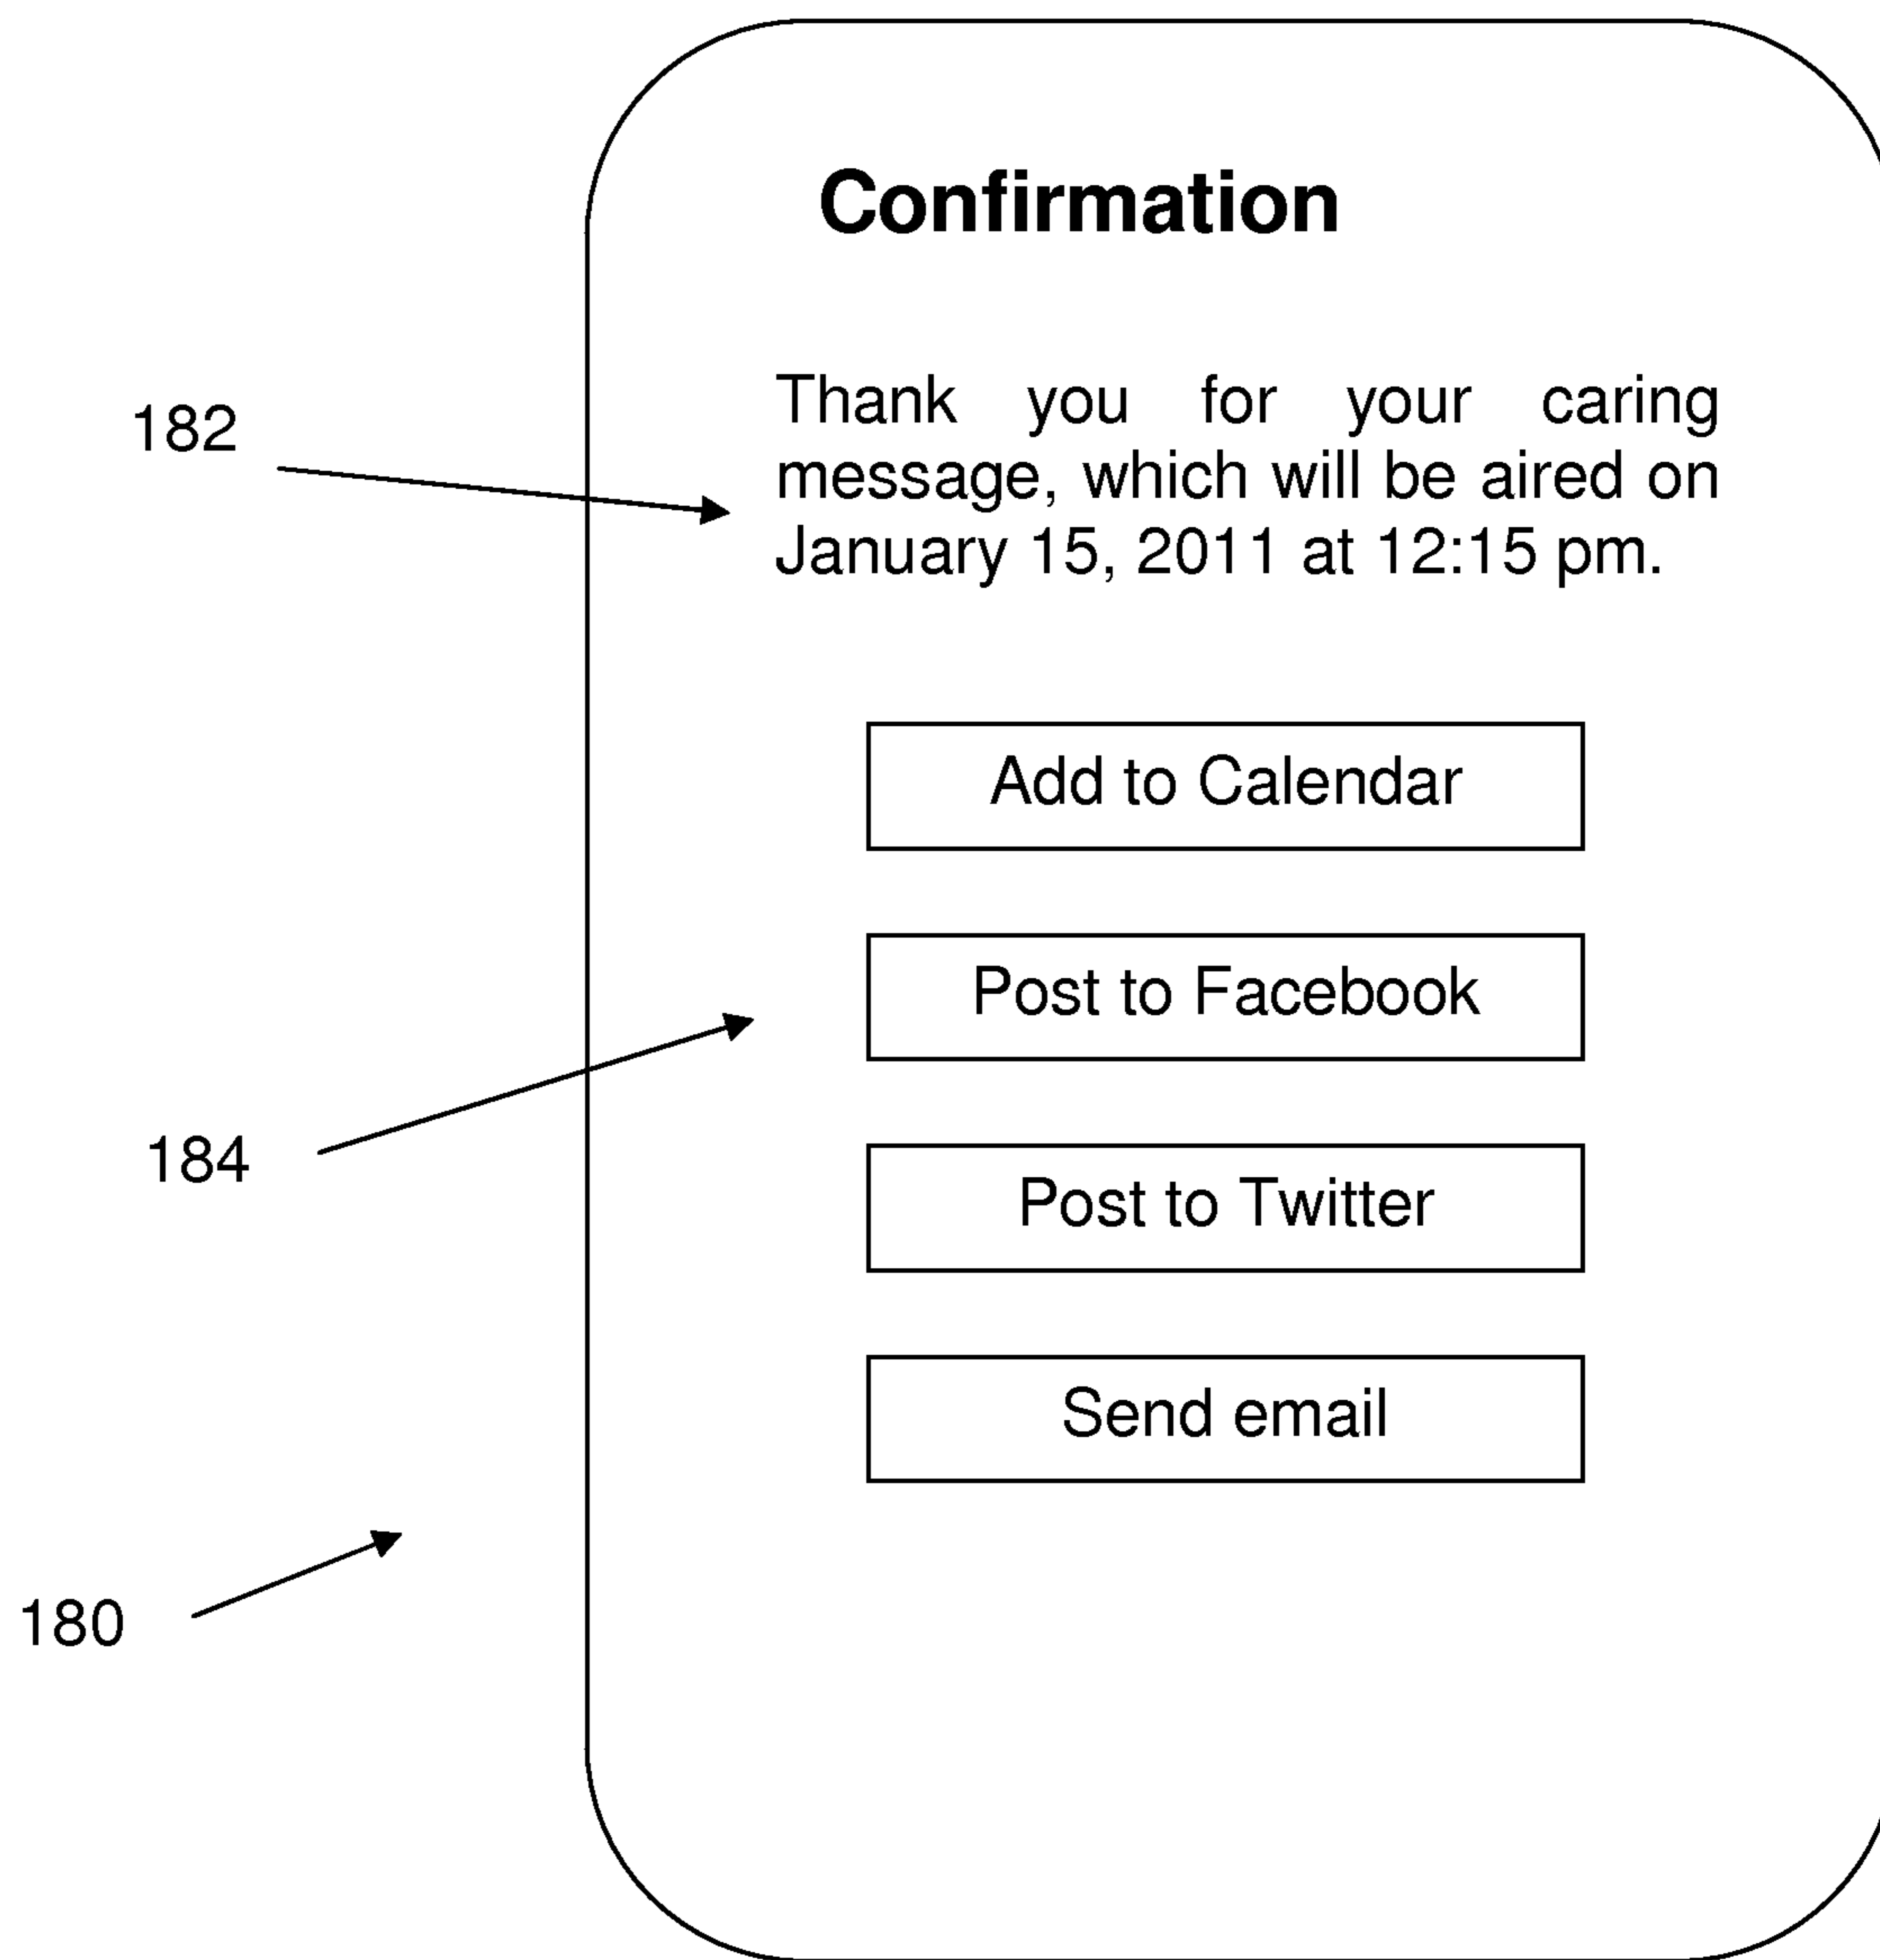 Confirmation
182
Thank you for your caring
message, which will be aired on
January 15, 2011 at 12:15 pm.
Add to Calendar
Post to Facebook
184
Post to Twitter
Send email
180